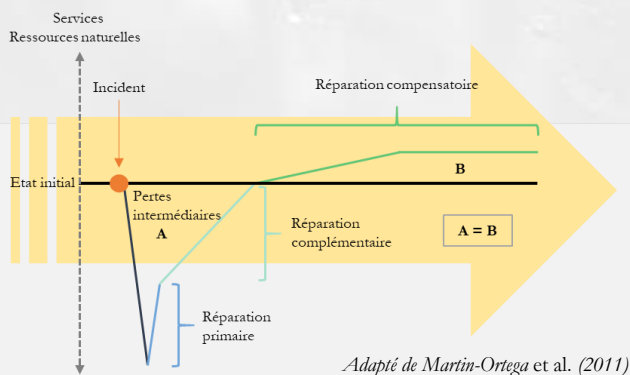 Services
Ressources naturelles
Incident
Réparation compensatoire
Etat initial
B
Pertes
intermédiaires
A
Réparation
complémentaire
A = B
Réparation
primaire
Adapté de Martin-Ortega et al. (2011)